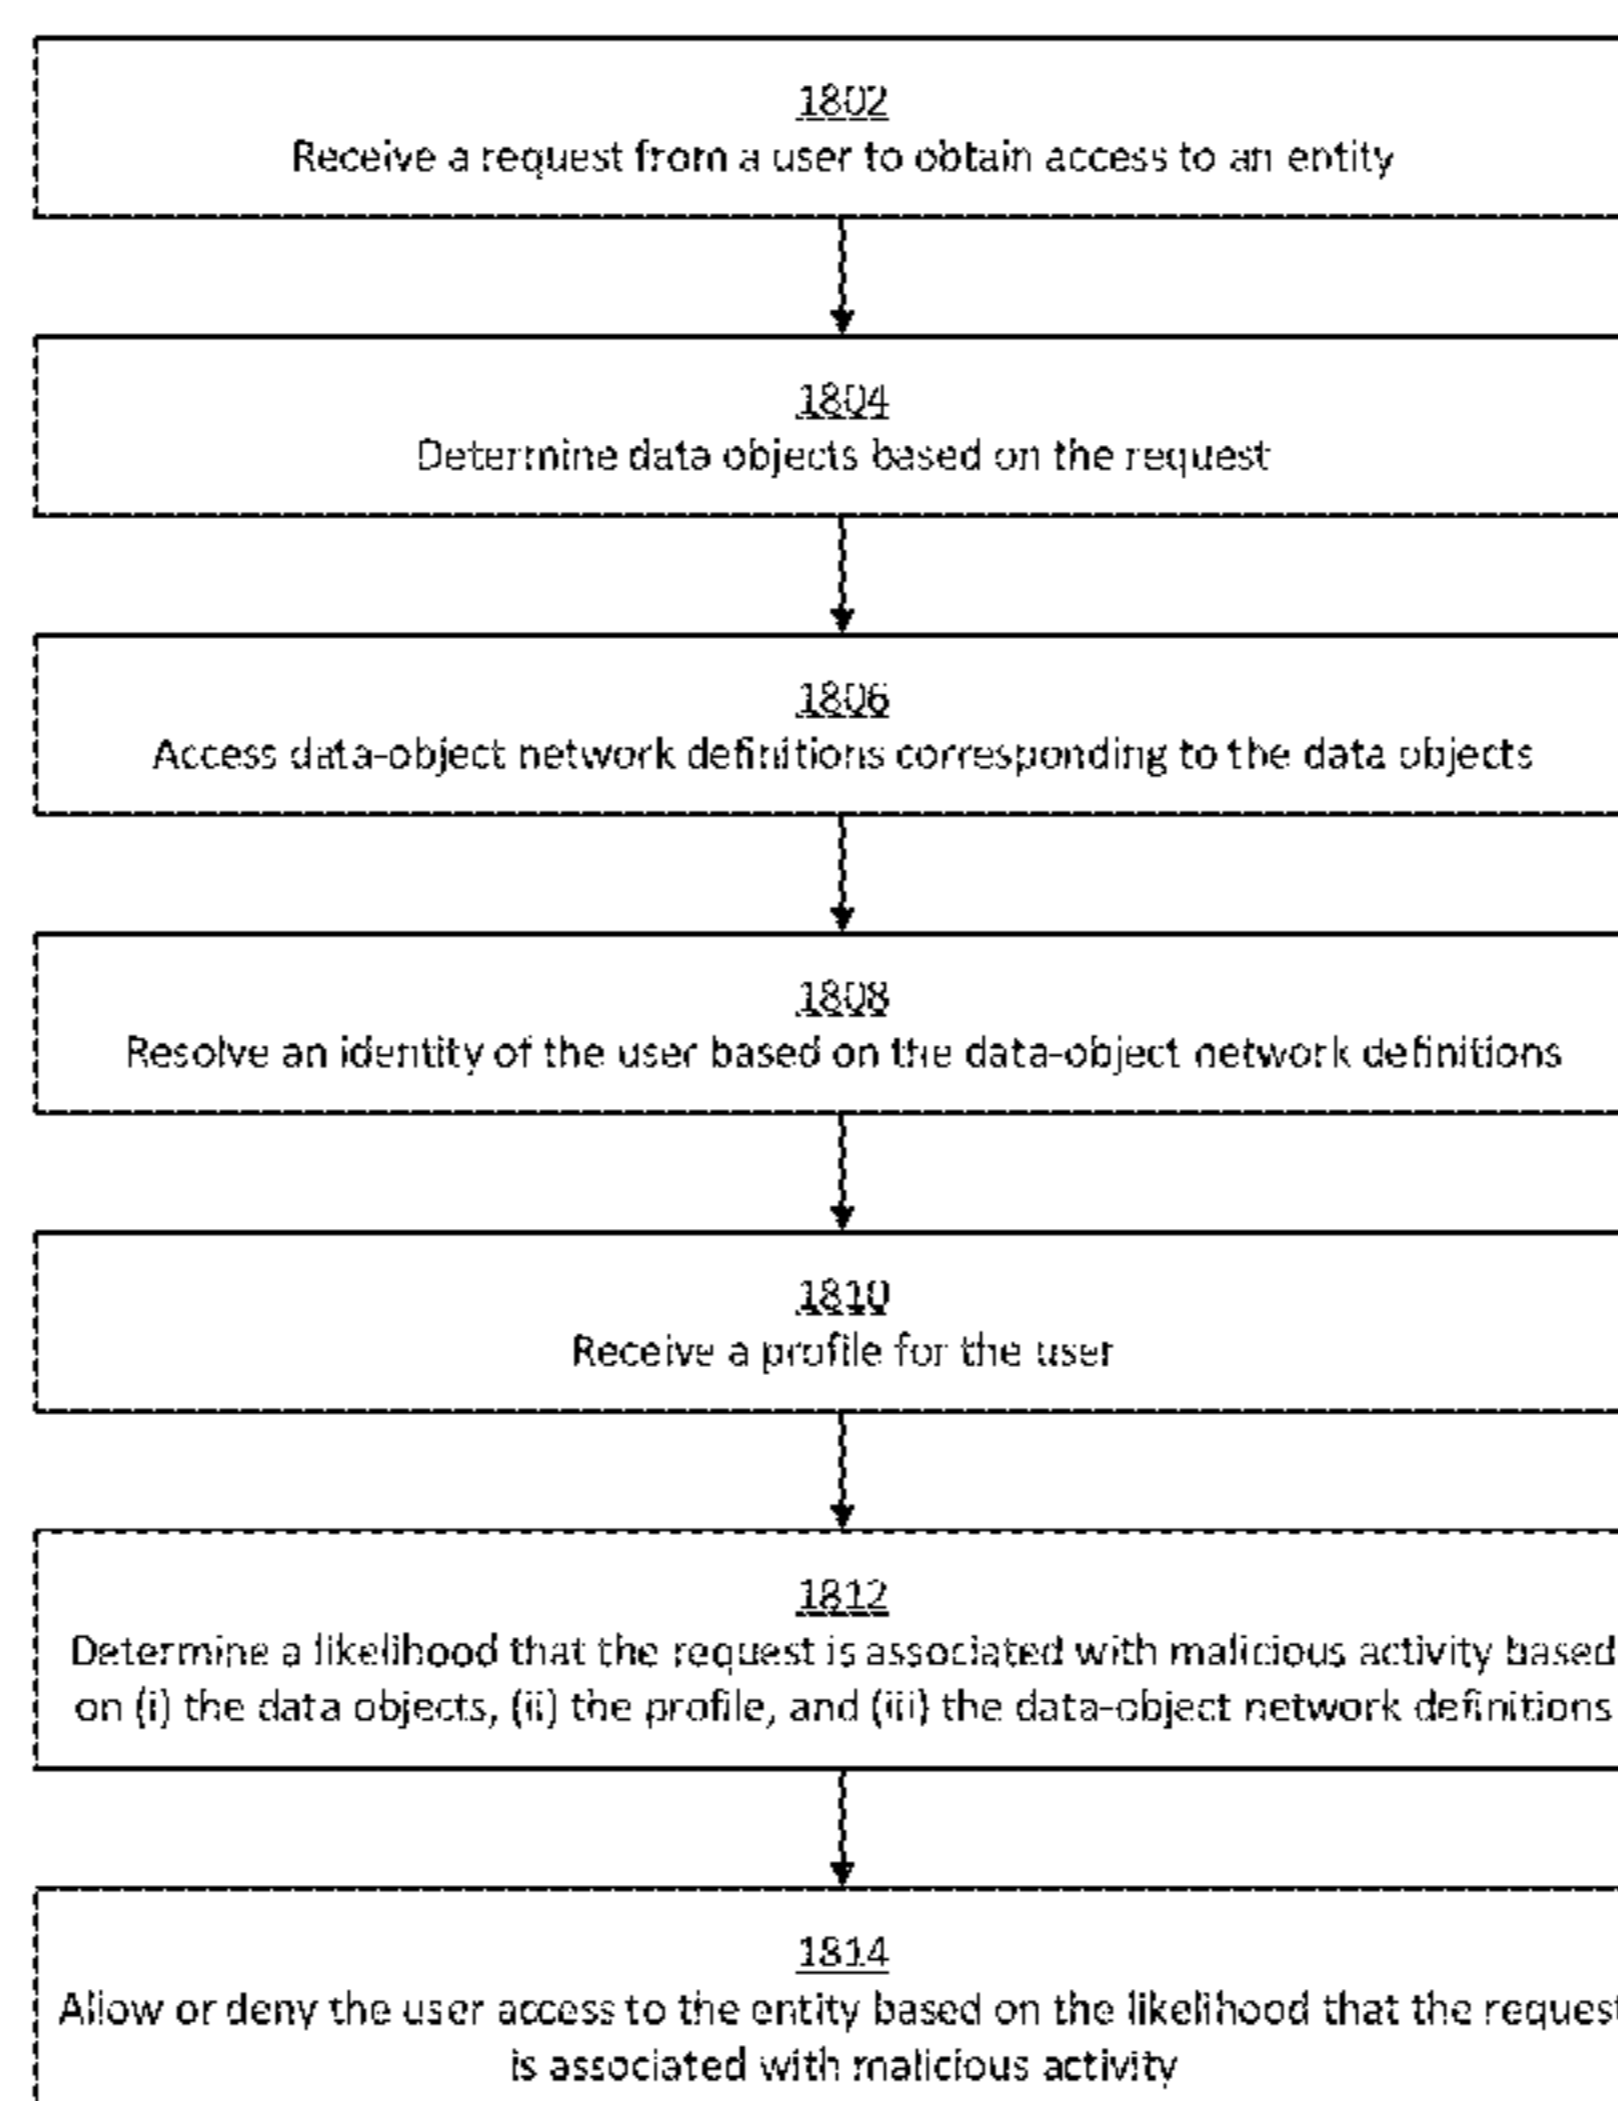 1802
Receive a request from a user to obtain access to an entity
1804
Determine data objects based on the request
1806
Access data-object network definitions corresponding to the data objects
1808
Resolve an identity of the user based on the data-object network definitions
1810
Receive a profile for the user
1812
Determine a likelihood that the request is associated with malicious activity based
on (i) the data objects, (ii) the profile, and (iii) the data-object network definitions
1814
Allow or deny the user access to the entity based on the likelihood that the request
is associated with malicious activity